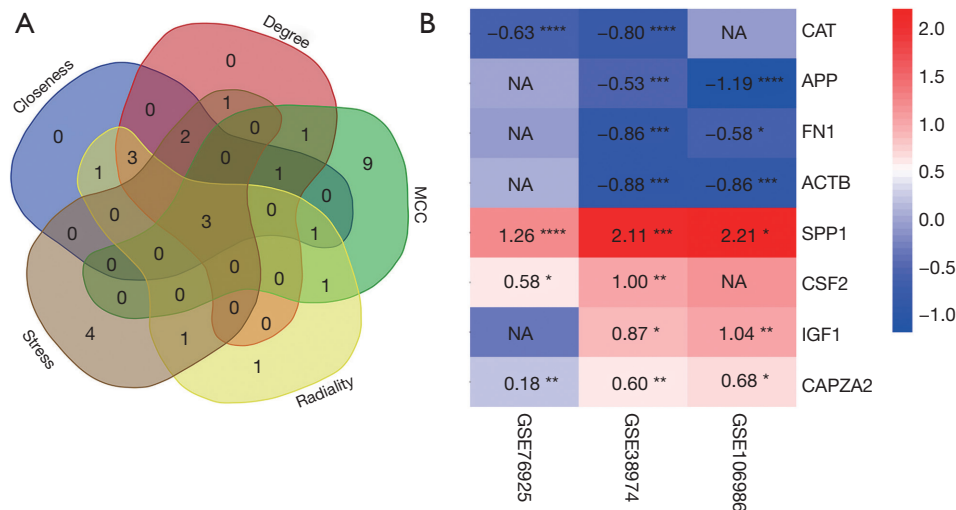 A
Degree
Closeness
MCC
Stress
Radiality
0
0
1
0
2
0
1
9
0
1
3
0
1
0
0
3
0
1
0
0
0
0
0
1
0
0
0
4
1
0
1
B
−0.63 **** −0.80 **** NA CAT
NA −0.53 *** −1.19 **** APP
NA −0.86 *** −0.58 * FN1
NA −0.88 *** −0.86 *** ACTB
1.26 **** 2.11 *** 2.21 * SPP1
0.58 * 1.00 ** NA CSF2
NA 0.87 * 1.04 ** IGF1
0.18 ** 0.60 ** 0.68 * CAPZA2
GSE76925
GSE38974
GSE106986
2.0
1.5
1.0
0.5
0.0
−0.5
−1.0